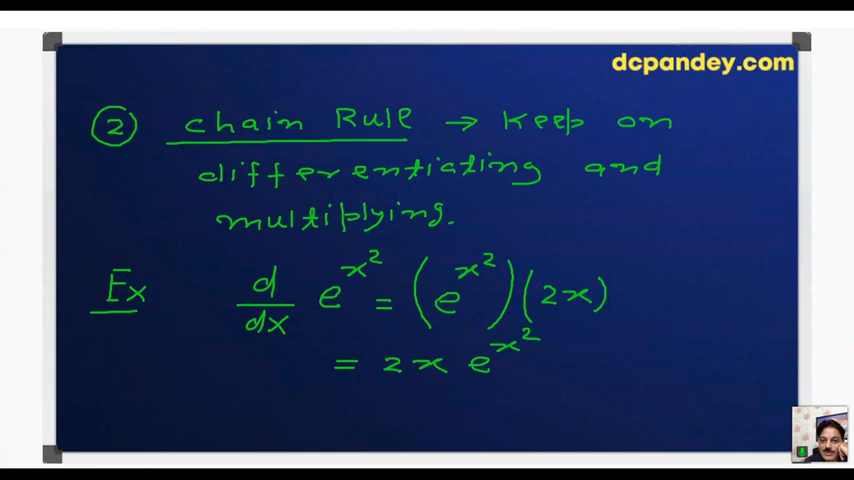 dcpandey.com
② chain Rule → Keep on
differentiating and
multiplying.
Ex d/dx e^x² = (e^x²)(2x)
= 2x e^x²